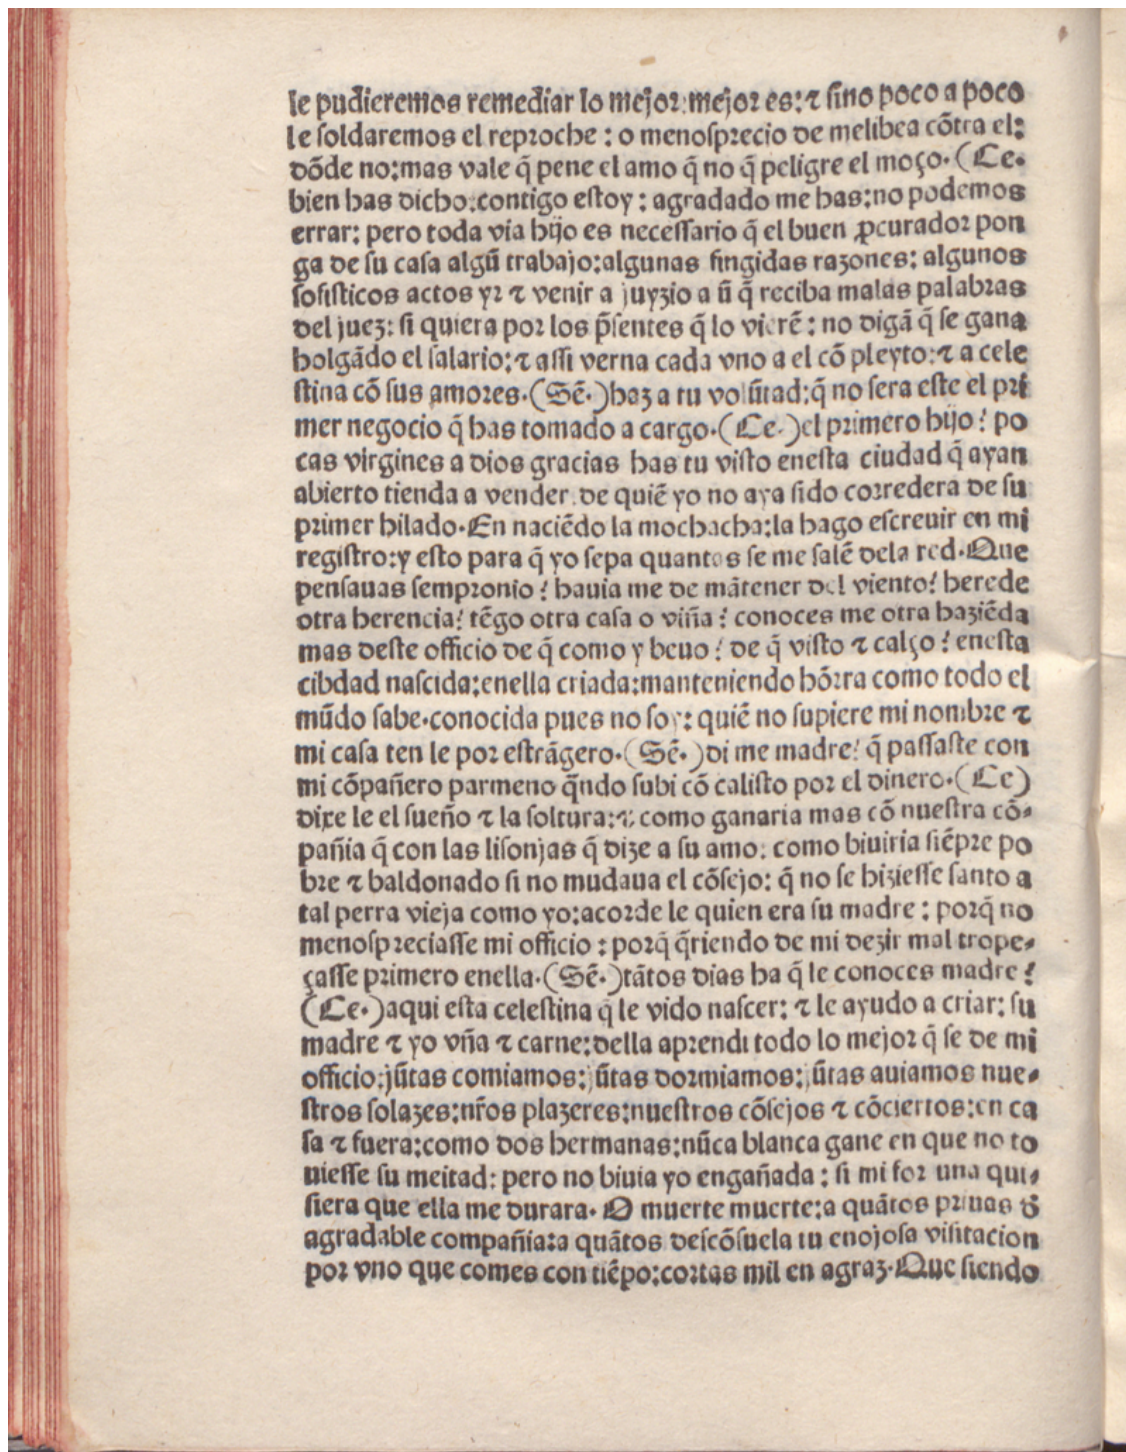 le pudieremos remediar lo mejor:mejor es:⁊ sino poco a poco
le soldaremos el reproche : o menosprecio de melibea cõtra el:
dõde no:mas vale q̃ pene el amo q̃ no q̃ peligre el moço.(Ce.
bien has dicho:contigo estoy : agradado me has:no podemos
errar: pero toda via hijo es necessario q̃ el buen ꝓcurador pon
ga de su casa algũ trabajo:algunas fingidas razones: algunos
sofisticos actos yr ⁊ venir a juyzio a ũ q̃ reciba malas palabras
del juez: si quiera por los p̃sentes q̃ lo vierẽ : no digã q̃ se gana
holgãdo el salario:⁊ assi verna cada vno a el cõ pleyto:⁊ a cele
stina cõ sus amores.(Sẽ.)haz a tu volũtad:q̃ no sera este el pri
mer negocio q̃ has tomado a cargo.(Ce.)el primero hijo? po
cas virgines a dios gracias has tu visto enesta ciudad q̃ ayan
abierto tienda a vender de quiẽ yo no aya sido corredera de su
primer hilado.En naciẽdo la mochacha:la hago escreuir en mi
registro:y esto para q̃ yo sepa quantas se me salẽ dela red.Que
pensauas sempronio? hauia me de mãtener del viento? herede
otra herencia? tẽgo otra casa o viña? conoces me otra haziẽda
mas deste officio de q̃ como y beuo? de q̃ visto ⁊ calço? enesta
cibdad nascida:enella criada:manteniendo hõrra como todo el
mũdo sabe.conocida pues no soy: quiẽ no supiere mi nombre ⁊
mi casa ten le por estrãgero.(Sẽ.)di me madre? q̃ passaste con
mi cõpañero parmeno q̃ndo subi cõ calisto por el dinero.(Ce)
dixe le el sueño ⁊ la soltura:⁊ como ganaria mas cõ nuestra cõ-
pañia q̃ con las lisonjas q̃ dize a su amo: como biuiria siẽpre po
bre ⁊ baldonado si no mudaua el cõsejo: q̃ no se hiziesse santo a
tal perra vieja como yo:acorde le quien era su madre : porq̃ no
menospreciasse mi officio : porq̃ q̃riendo de mi dezir mal trope-
çasse primero enella.(Sẽ.)tãtos dias ha q̃ le conoces madre?
(Ce.)aqui esta celestina q̃ le vido nascer: ⁊ le ayudo a criar: su
madre ⁊ yo vña ⁊ carne:della aprendi todo lo mejor q̃ se de mi
officio:jũtas comiamos:jũtas dormiamos:jũtas auiamos nue-
stros solazes:nr̃os plazeres:nuestros cõsejos ⁊ cõciertos:en ca
sa ⁊ fuera:como dos hermanas:nũca blanca gane en que no to
uiesse su meitad: pero no biuia yo engañada : si mi for una qui-
siera que ella me durara. O muerte muerte:a quãtos priuas d̃
agradable compañia:a quãtos descõsuela tu enojosa visitacion
por vno que comes con tiẽpo:cortas mil en agraz.Que siendo